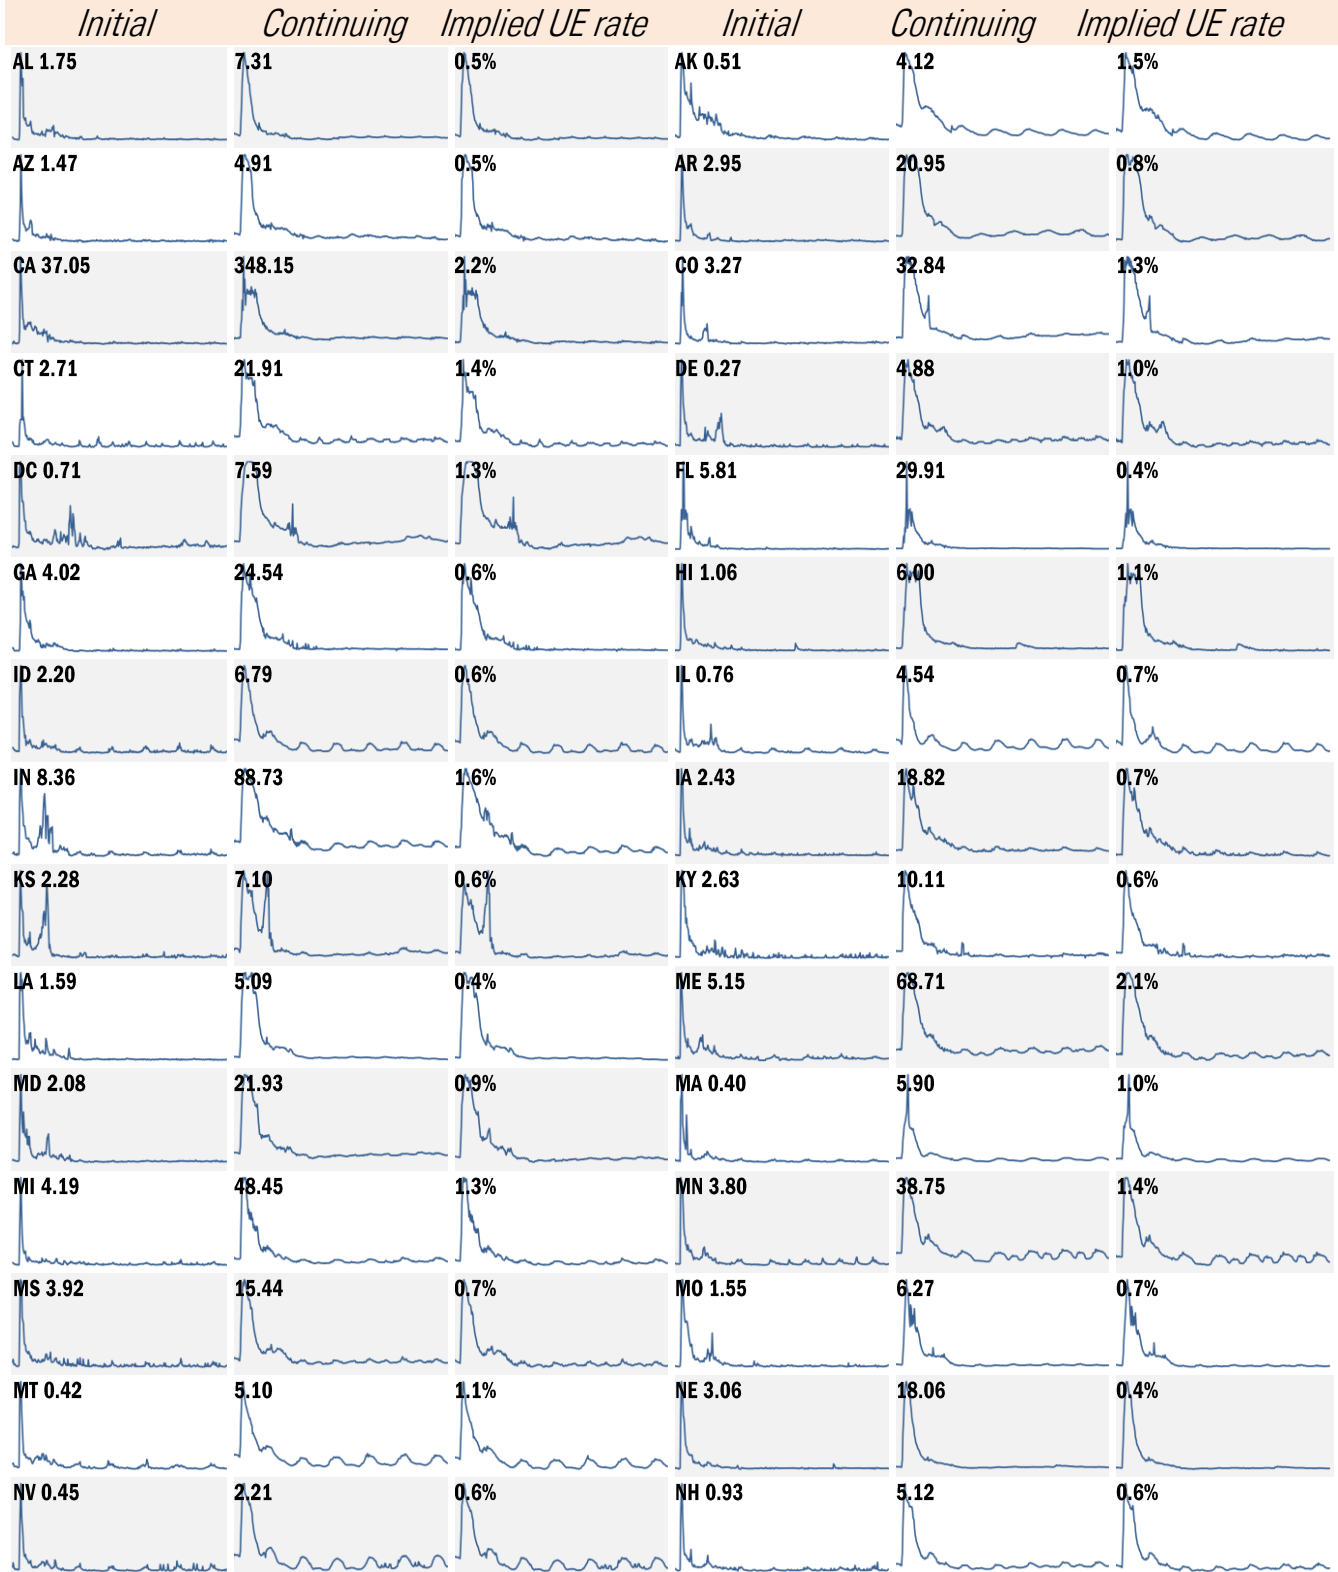 Initial Continuing Implied UE rate Initial Continuing Implied UE rate
AL 1.75 7.31 0.5% AK 0.51 4.12 1.5%
AZ 1.47 4.91 0.5% AR 2.95 20.95 0.8%
CA 37.05 348.15 2.2% CO 3.27 32.84 1.3%
CT 2.71 21.91 1.4% DE 0.27 4.88 1.0%
DC 0.71 7.59 1.3% FL 5.81 29.91 0.4%
GA 4.02 24.54 0.6% HI 1.06 6.00 1.1%
ID 2.20 6.79 0.6% IL 0.76 4.54 0.7%
IN 8.36 88.73 1.6% IA 2.43 18.82 0.7%
KS 2.28 7.10 0.6% KY 2.63 10.11 0.6%
LA 1.59 5.09 0.4% ME 5.15 68.71 2.1%
MD 2.08 21.93 0.9% MA 0.40 5.90 1.0%
MI 4.19 48.45 1.3% MN 3.80 38.75 1.4%
MS 3.92 15.44 0.7% MO 1.55 6.27 0.7%
MT 0.42 5.10 1.1% NE 3.06 18.06 0.4%
NV 0.45 2.21 0.6% NH 0.93 5.12 0.6%